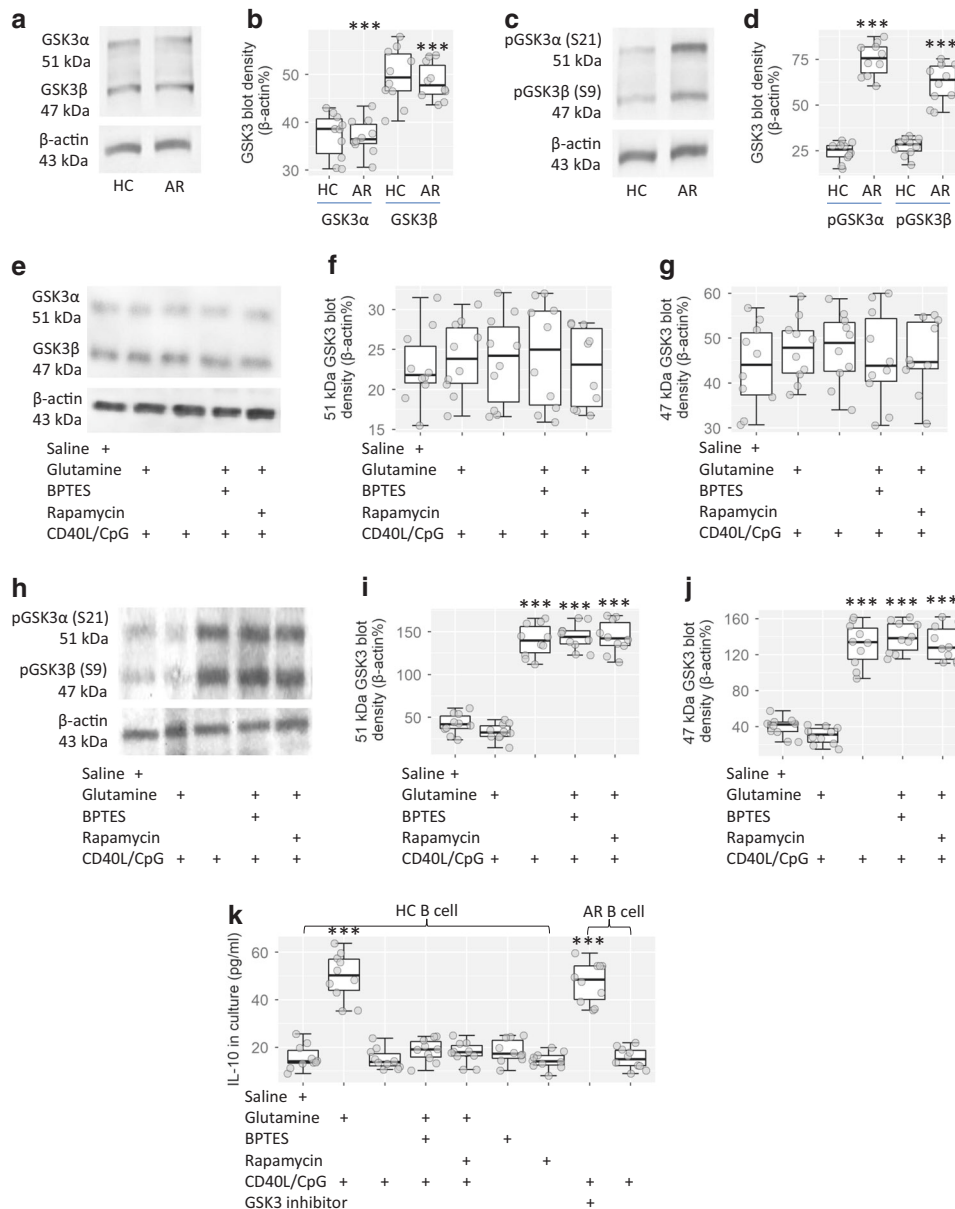 a
GSK3α
51 kDa
GSK3β
47 kDa
β-actin
43 kDa
HC AR
b
GSK3 blot density
(β-actin%)
50
40
30
***
***
HC AR HC AR
GSK3α GSK3β
c
pGSK3α (S21)
51 kDa
pGSK3β (S9)
47 kDa
β-actin
43 kDa
HC AR
d
GSK3 blot density
(β-actin%)
75
50
25
***
***
HC AR HC AR
pGSK3α pGSK3β
e
GSK3α
51 kDa
GSK3β
47 kDa
β-actin
43 kDa
Saline +
Glutamine + + +
BPTES +
Rapamycin +
CD40L/CpG + + + +
f
51 kDa GSK3 blot
density (β-actin%)
30
25
20
15
Saline +
Glutamine + + +
BPTES +
Rapamycin +
CD40L/CpG + + + +
g
47 kDa GSK3 blot
density (β-actin%)
60
50
40
30
Saline +
Glutamine + + +
BPTES +
Rapamycin +
CD40L/CpG + + + +
h
pGSK3α (S21)
51 kDa
pGSK3β (S9)
47 kDa
β-actin
43 kDa
Saline +
Glutamine + + +
BPTES +
Rapamycin +
CD40L/CpG + + + +
i
51 kDa GSK3 blot
density (β-actin%)
150
100
50
*** *** ***
Saline +
Glutamine + + +
BPTES +
Rapamycin +
CD40L/CpG + + + +
j
47 kDa GSK3 blot
density (β-actin%)
160
120
80
40
*** *** ***
Saline +
Glutamine + + +
BPTES +
Rapamycin +
CD40L/CpG + + + +
k
HC B cell AR B cell
*** ***
IL-10 in culture (pg/ml)
60
40
20
Saline +
Glutamine + + +
BPTES + +
Rapamycin + +
CD40L/CpG + + + + + +
GSK3 inhibitor +